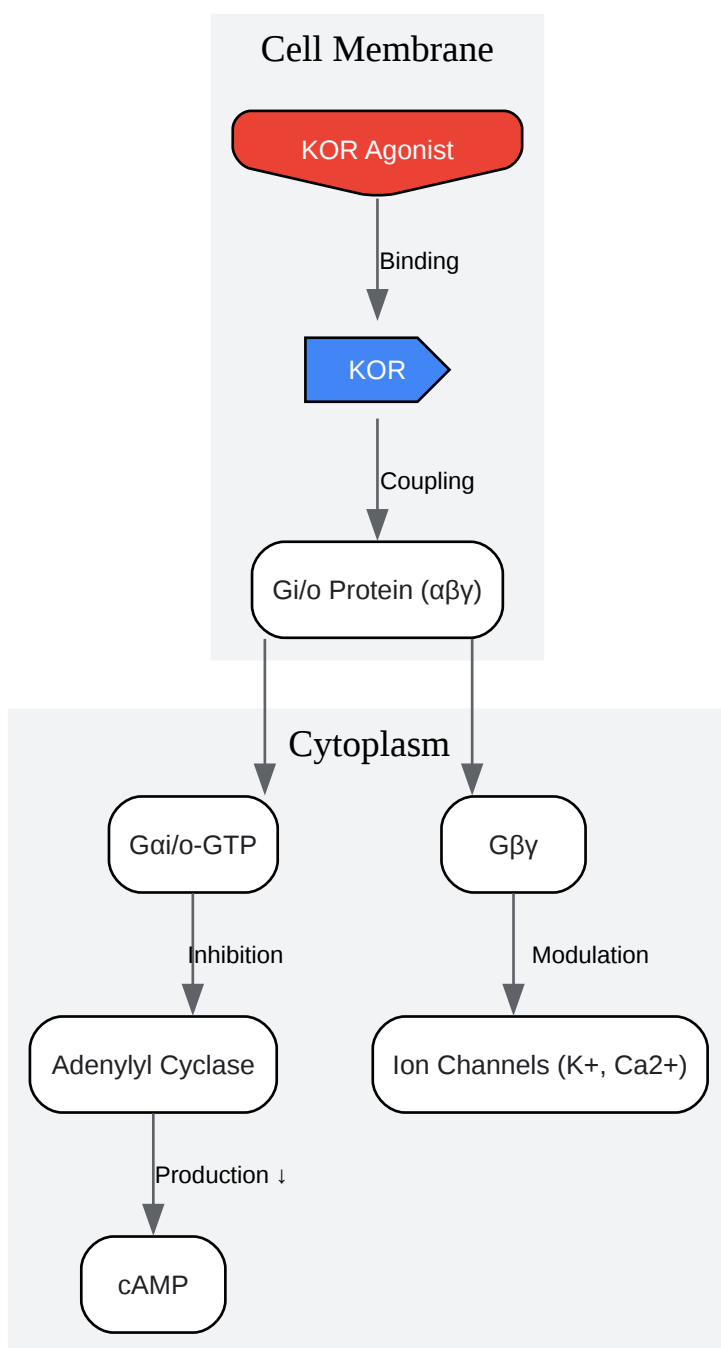 Cell Membrane
KOR Agonist
Binding
KOR
Coupling
Gi/o Protein (αβγ)
Cytoplasm
Gαi/o-GTP
Gβγ
Inhibition
Modulation
Adenylyl Cyclase
Ion Channels (K+, Ca2+)
Production ↓
cAMP